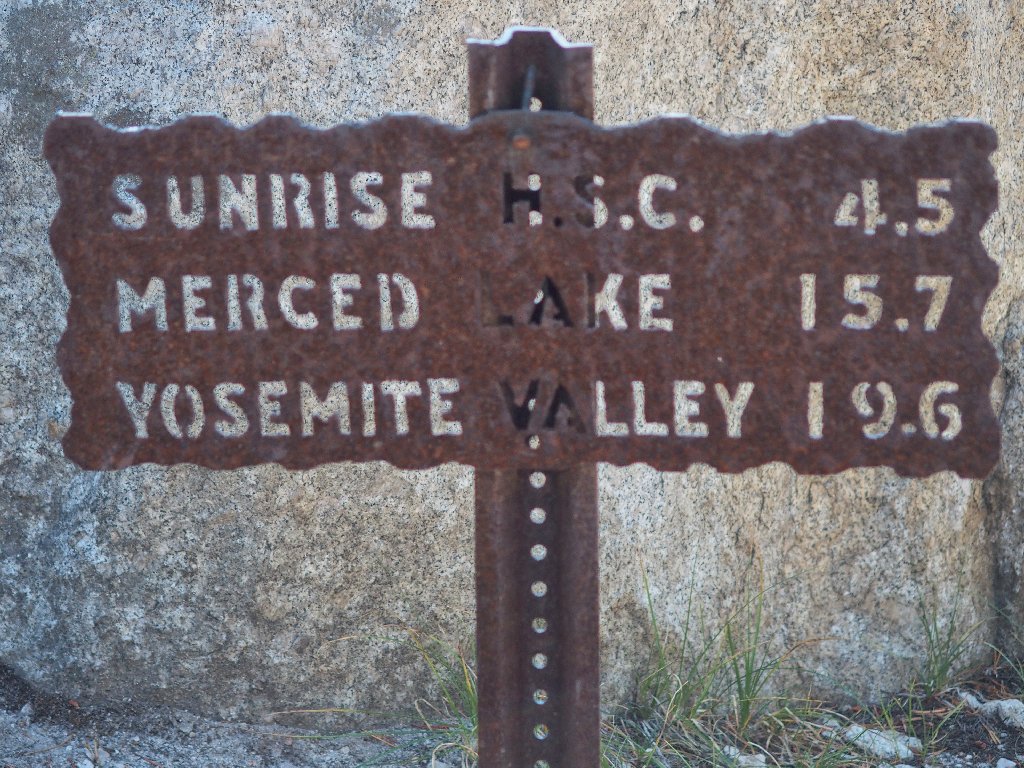 SUNRISE H.S.C. 4.5
MERCED LAKE 15.7
YOSEMITE VALLEY 19.6